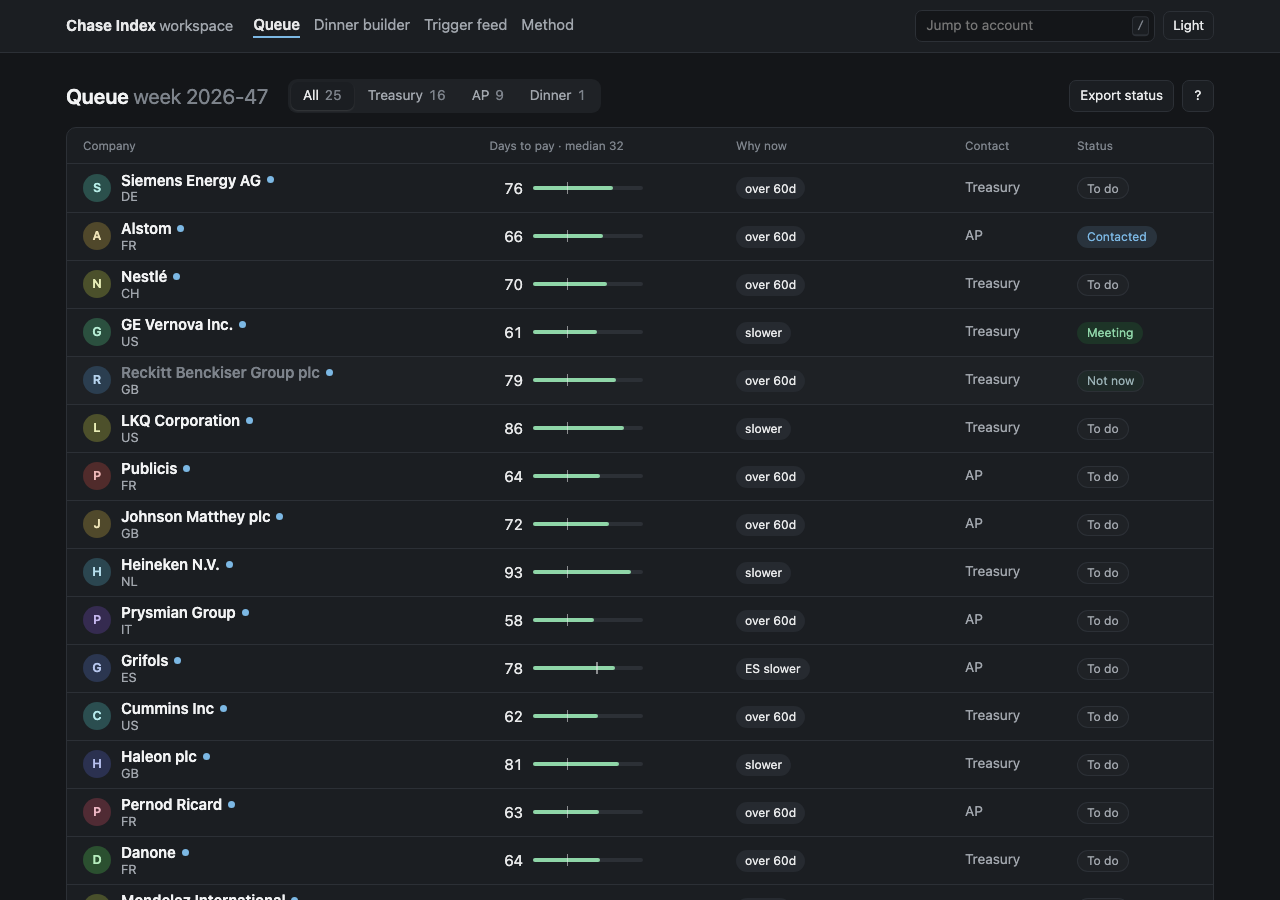 Chase Index workspace Queue Dinner builder Trigger feed Method Jump to account / Light
Queue week 2026-47 All 25 Treasury 16 AP 9 Dinner 1 Export status ?
Company Days to pay · median 32 Why now Contact Status
S Siemens Energy AG 76 over 60d Treasury To do
DE
A Alstom 66 over 60d AP Contacted
FR
N Nestlé 70 over 60d Treasury To do
CH
G GE Vernova Inc. 61 slower Treasury Meeting
US
R Reckitt Benckiser Group plc 79 over 60d Treasury Not now
GB
L LKQ Corporation 86 slower Treasury To do
US
P Publicis 64 over 60d AP To do
FR
J Johnson Matthey plc 72 over 60d AP To do
GB
H Heineken N.V. 93 slower Treasury To do
NL
P Prysmian Group 58 over 60d AP To do
IT
G Grifols 78 ES slower AP To do
ES
C Cummins Inc 62 over 60d Treasury To do
US
H Haleon plc 81 slower Treasury To do
GB
P Pernod Ricard 63 over 60d AP To do
FR
D Danone 64 over 60d Treasury To do
FR
Mondelez International